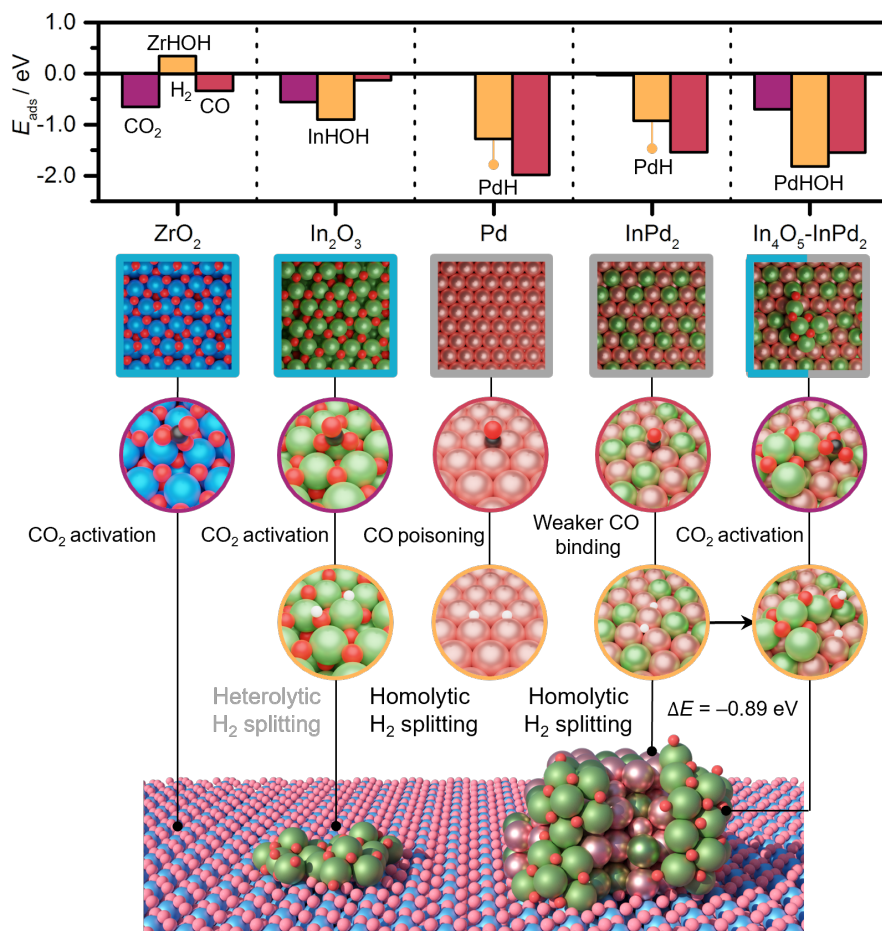 1.0
0.0
-1.0
-2.0
E_ads / eV
ZrHOH
CO₂
H₂
CO
InHOH
PdH
PdH
PdHOH
ZrO₂
In₂O₃
Pd
InPd₂
In₄O₅-InPd₂
CO₂ activation
CO₂ activation
CO poisoning
Weaker CO
binding
CO₂ activation
Heterolytic
H₂ splitting
Homolytic
H₂ splitting
Homolytic
H₂ splitting
ΔE = –0.89 eV